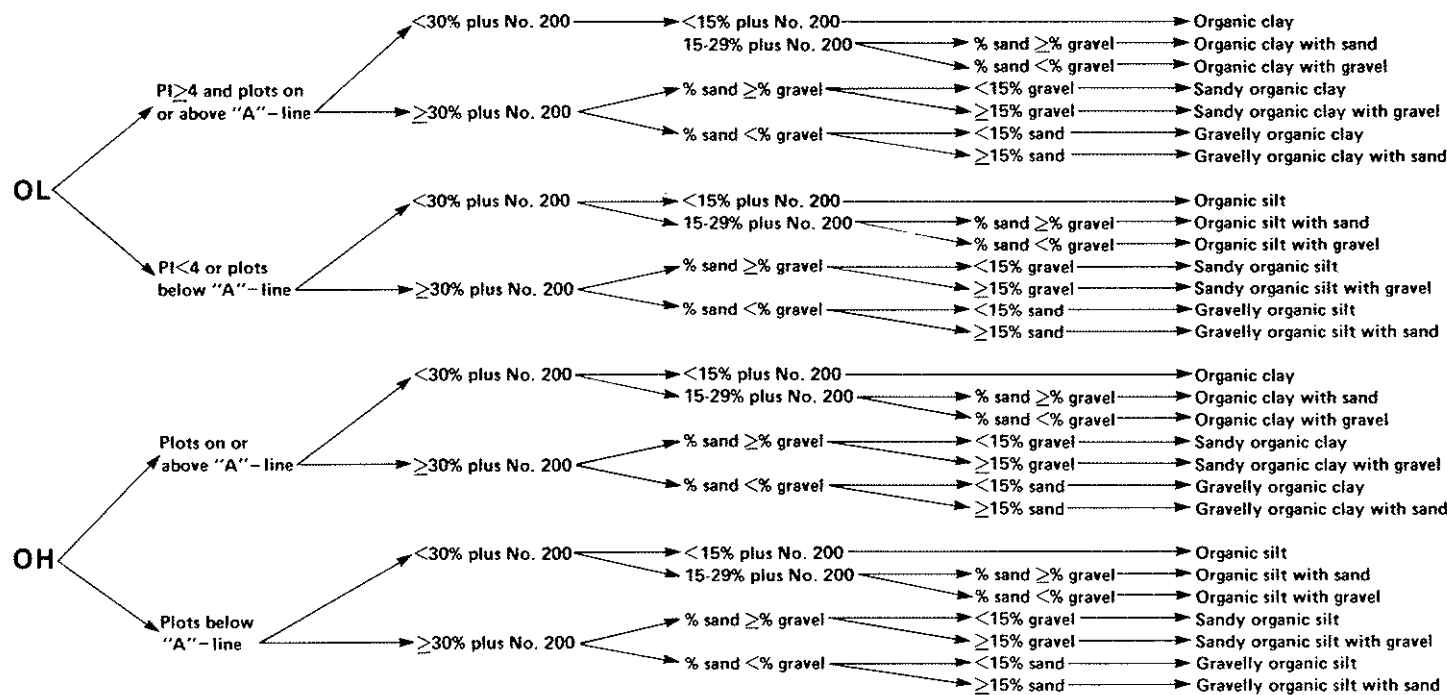 <30% plus No. 200 <15% plus No. 200 Organic clay
15-29% plus No. 200 % sand ≥% gravel Organic clay with sand
% sand <% gravel Organic clay with gravel
PI≥4 and plots on
or above "A"–line
≥30% plus No. 200 % sand ≥% gravel <15% gravel Sandy organic clay
≥15% gravel Sandy organic clay with gravel
% sand <% gravel <15% sand Gravelly organic clay
≥15% sand Gravelly organic clay with sand
OL
<30% plus No. 200 <15% plus No. 200 Organic silt
15-29% plus No. 200 % sand ≥% gravel Organic silt with sand
% sand <% gravel Organic silt with gravel
PI<4 or plots
below "A"–line
≥30% plus No. 200 % sand ≥% gravel <15% gravel Sandy organic silt
≥15% gravel Sandy organic silt with gravel
% sand <% gravel <15% sand Gravelly organic silt
≥15% sand Gravelly organic silt with sand
<30% plus No. 200 <15% plus No. 200 Organic clay
15-29% plus No. 200 % sand ≥% gravel Organic clay with sand
% sand <% gravel Organic clay with gravel
Plots on or
above "A"–line
≥30% plus No. 200 % sand ≥% gravel <15% gravel Sandy organic clay
≥15% gravel Sandy organic clay with gravel
% sand <% gravel <15% sand Gravelly organic clay
≥15% sand Gravelly organic clay with sand
OH
<30% plus No. 200 <15% plus No. 200 Organic silt
15-29% plus No. 200 % sand ≥% gravel Organic silt with sand
% sand <% gravel Organic silt with gravel
Plots below
"A"–line
≥30% plus No. 200 % sand ≥% gravel <15% gravel Sandy organic silt
≥15% gravel Sandy organic silt with gravel
% sand <% gravel <15% sand Gravelly organic silt
≥15% sand Gravelly organic silt with sand